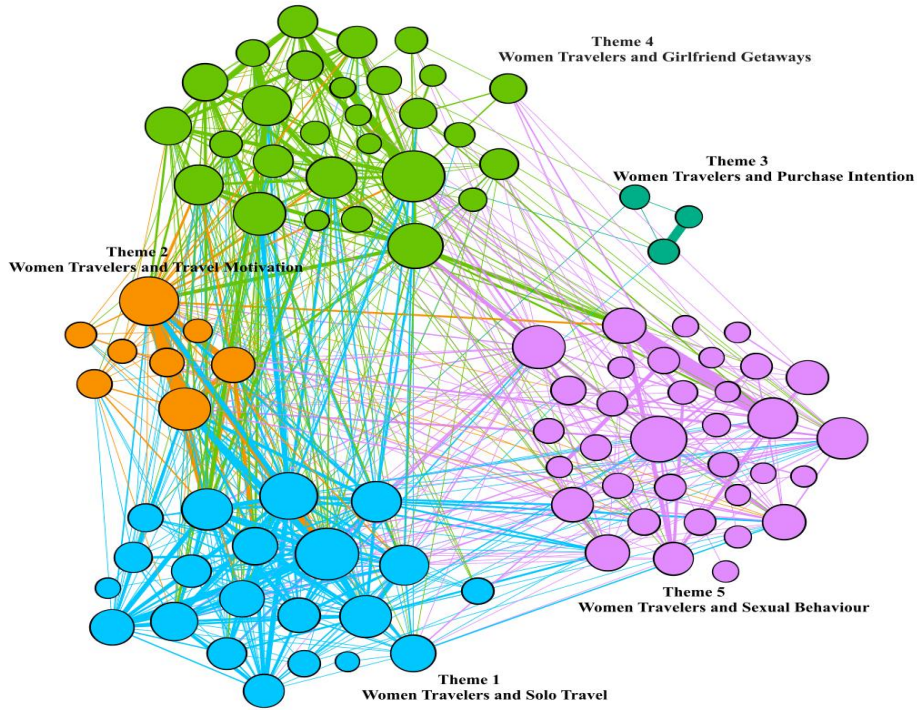 Theme 4
Women Travelers and Girlfriend Getaways
Theme 3
Women Travelers and Purchase Intention
Theme 2
Women Travelers and Travel Motivation
Theme 5
Women Travelers and Sexual Behaviour
Theme 1
Women Travelers and Solo Travel